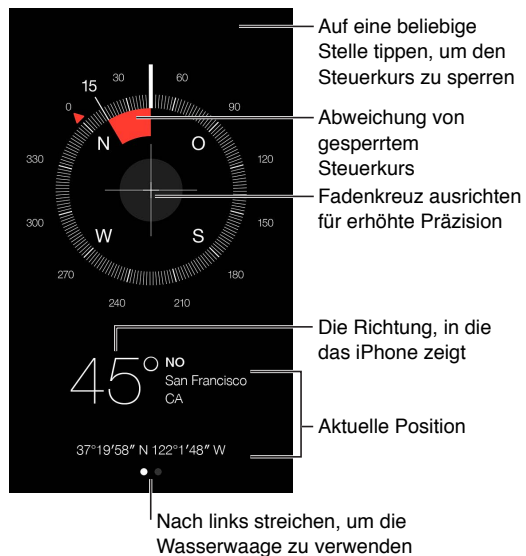 Auf eine beliebige
Stelle tippen, um den
Steuerkurs zu sperren
Abweichung von
gesperrtem
Steuerkurs
Fadenkreuz ausrichten
für erhöhte Präzision
Die Richtung, in die
das iPhone zeigt
Aktuelle Position
Nach links streichen, um die
Wasserwaage zu verwenden
15
30
60
0
90
N
O
330
120
300
150
W
S
270
180
240
210
45° NO
San Francisco
CA
37°19′58″ N 122°1′48″ W